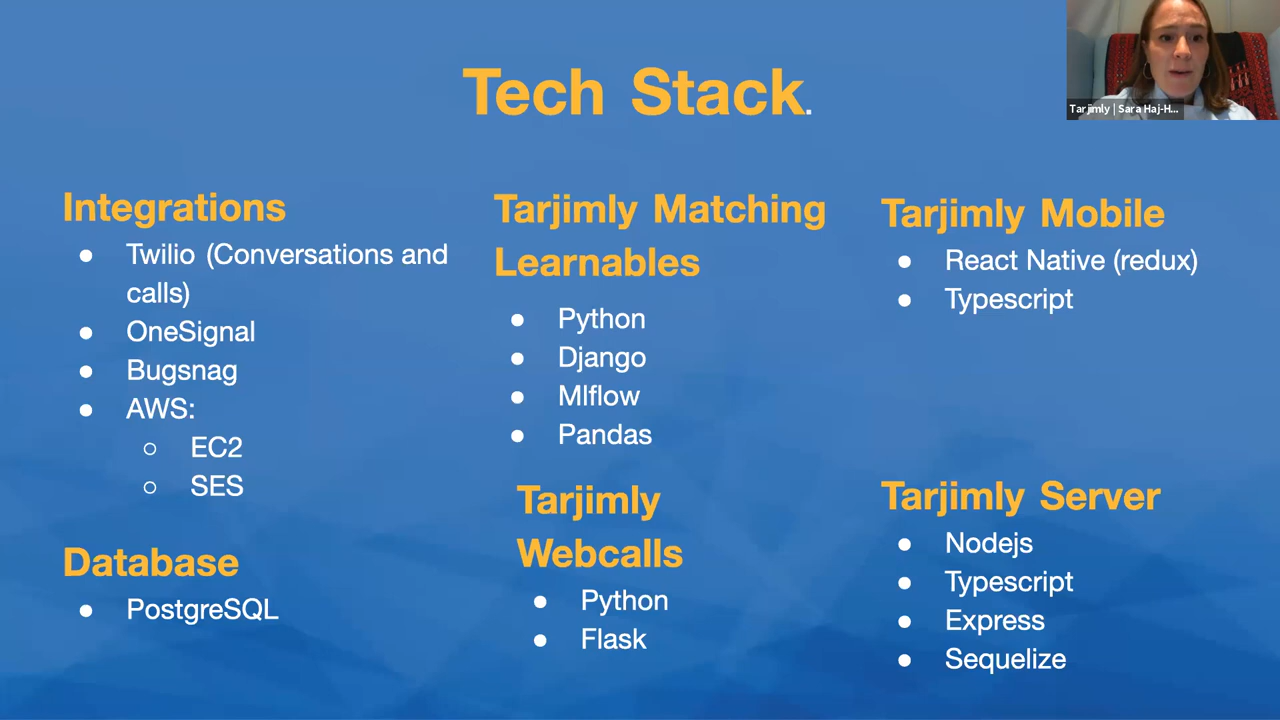 Tech Stack.
Tarjimly | Sara Haj-H...
Integrations
● Twilio (Conversations and
calls)
● OneSignal
● Bugsnag
● AWS:
○ EC2
○ SES
Database
● PostgreSQL
Tarjimly Matching
Learnables
● Python
● Django
● Mlflow
● Pandas
Tarjimly
Webcalls
● Python
● Flask
Tarjimly Mobile
● React Native (redux)
● Typescript
Tarjimly Server
● Nodejs
● Typescript
● Express
● Sequelize